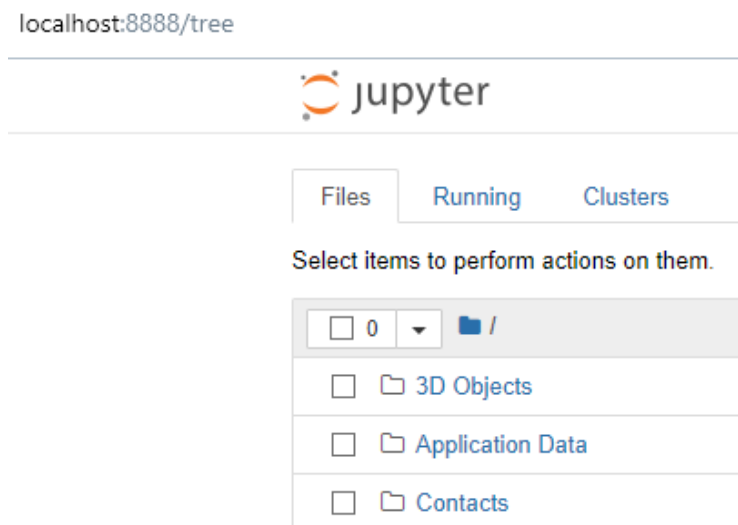 localhost:8888/tree
jupyter
Files Running Clusters
Select items to perform actions on them.
0 /
3D Objects
Application Data
Contacts